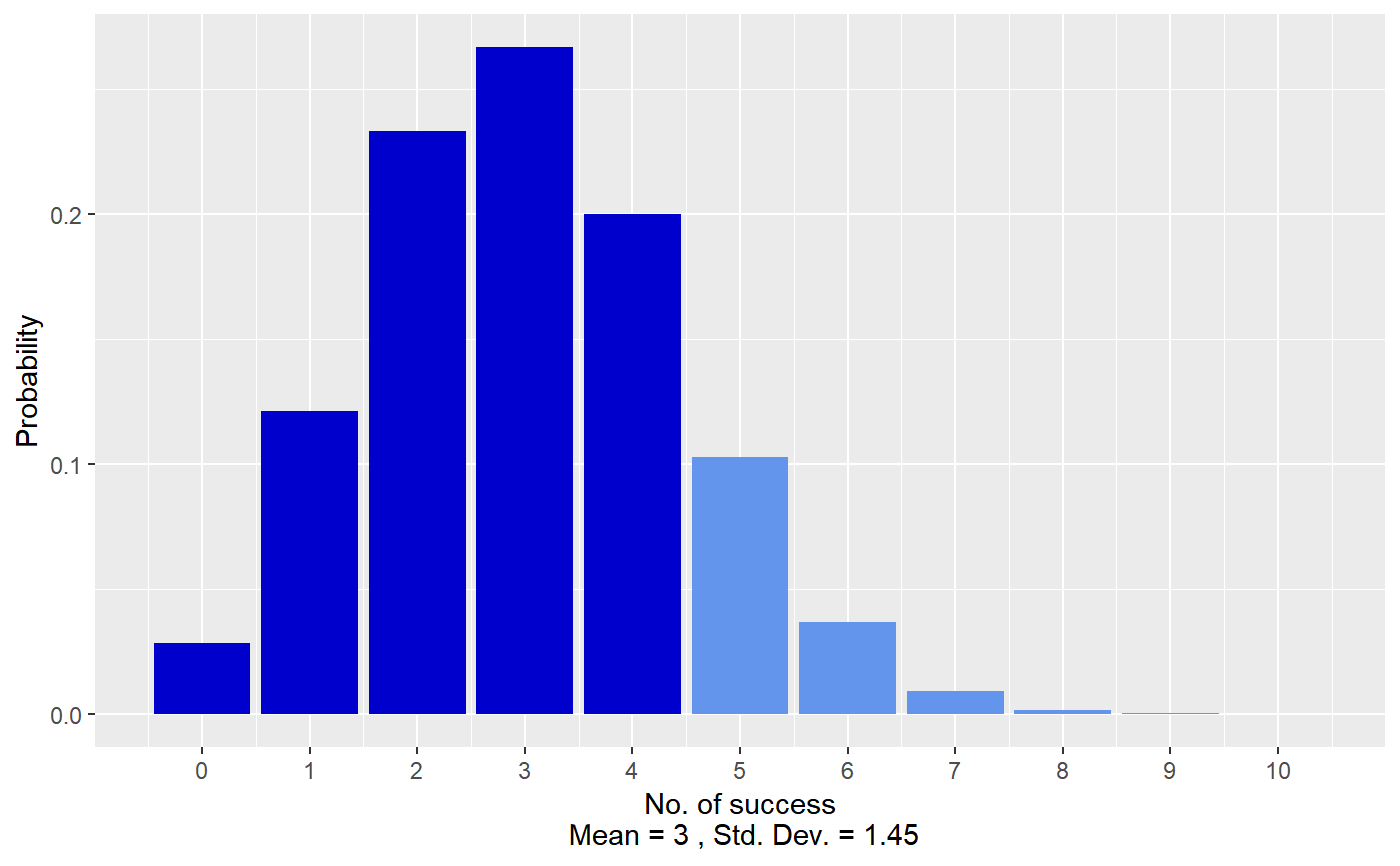 Probability
0.2
0.1
0.0
0 1 2 3 4 5 6 7 8 9 10
No. of success
Mean = 3 , Std. Dev. = 1.45